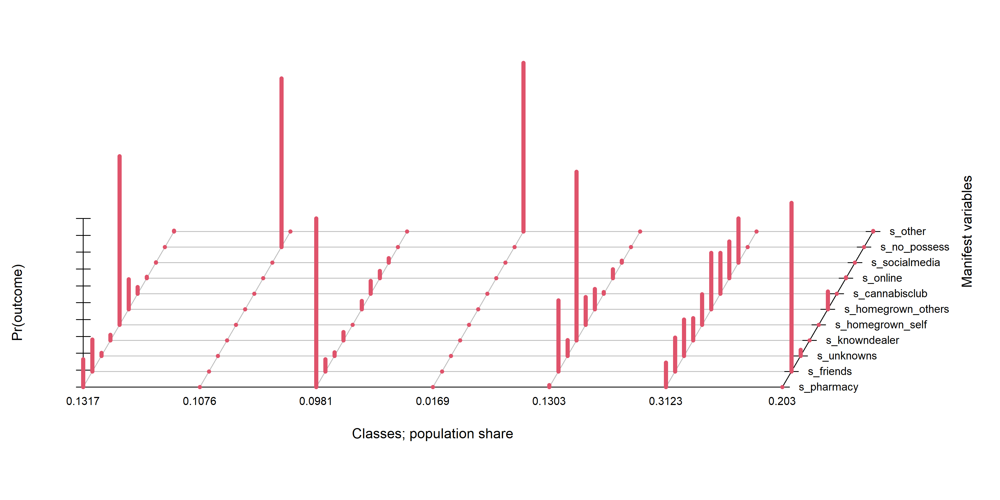 Pr(outcome)
Manifest variables
s_other
s_no_possess
s_socialmedia
s_online
s_cannabisclub
s_homegrown_others
s_homegrown_self
s_knowndealer
s_unknowns
s_friends
s_pharmacy
0.1317 0.1076 0.0981 0.0169 0.1303 0.3123 0.203
Classes; population share